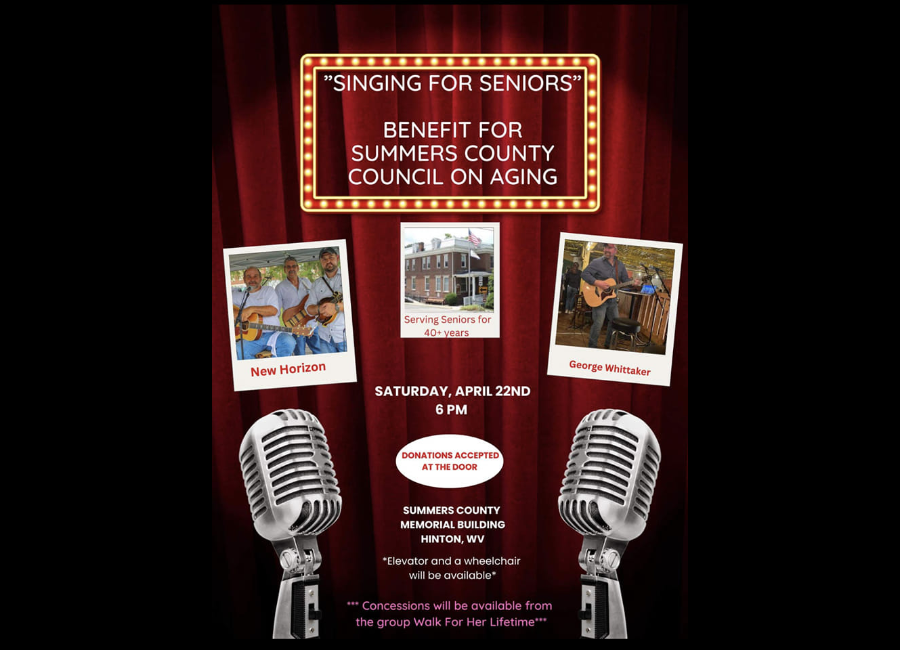 ”SINGING FOR SENIORS”
BENEFIT FOR
SUMMERS COUNTY
COUNCIL ON AGING
Serving Seniors for
40+ years
New Horizon
George Whittaker
SATURDAY, APRIL 22ND
6 PM
DONATIONS ACCEPTED
AT THE DOOR
SUMMERS COUNTY
MEMORIAL BUILDING
HINTON, WV
*Elevator and a wheelchair
will be available*
*** Concessions will be available from
the group Walk For Her Lifetime***